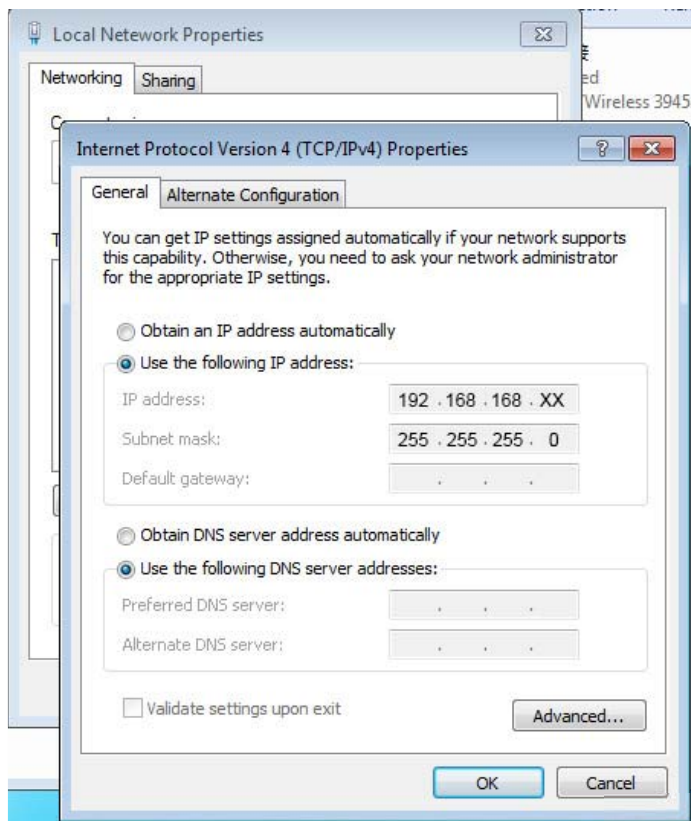 Local Netework Properties
Networking
Sharing
Wireless 3945
Internet Protocol Version 4 (TCP/IPv4) Properties
General
Alternate Configuration
You can get IP settings assigned automatically if your network supports
this capability. Otherwise, you need to ask your network administrator
for the appropriate IP settings.
Obtain an IP address automatically
Use the following IP address:
IP address: 192 . 168 . 168 . XX
Subnet mask: 255 . 255 . 255 . 0
Default gateway: . . .
Obtain DNS server address automatically
Use the following DNS server addresses:
Preferred DNS server: . . .
Alternate DNS server: . . .
Validate settings upon exit
Advanced...
OK
Cancel